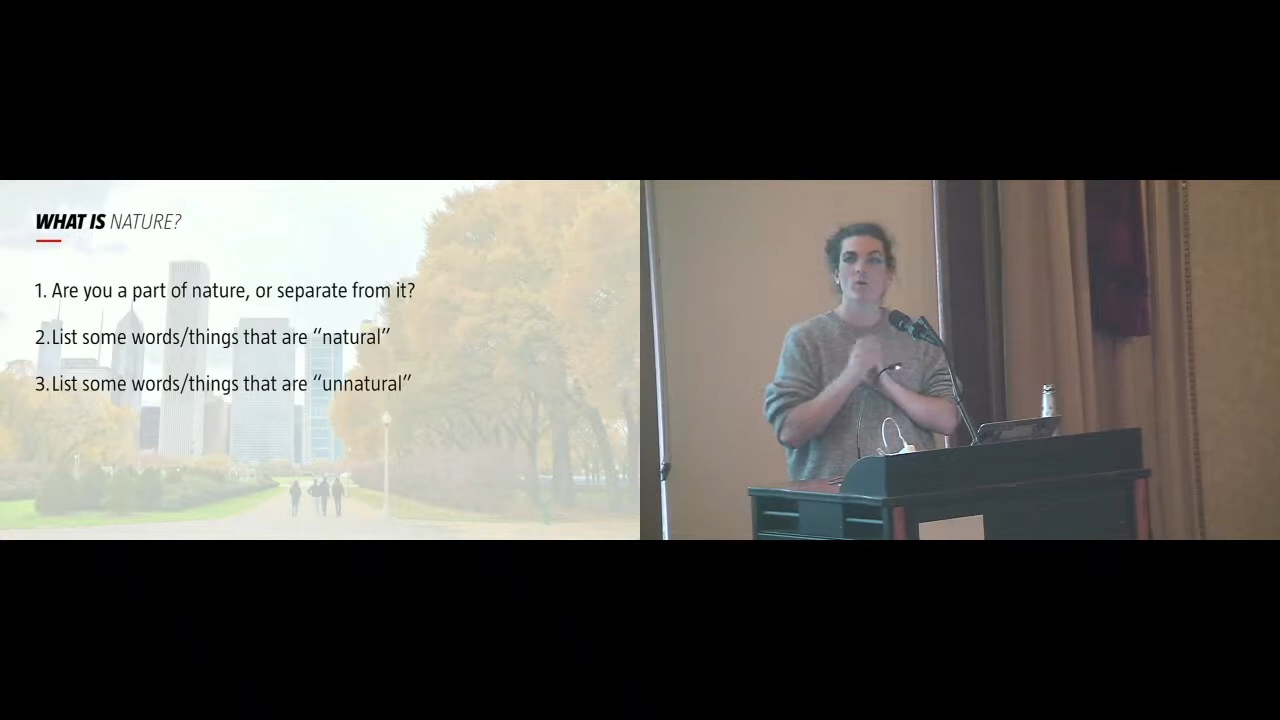 WHAT IS NATURE?
1. Are you a part of nature, or separate from it?
2. List some words/things that are “natural”
3. List some words/things that are “unnatural”